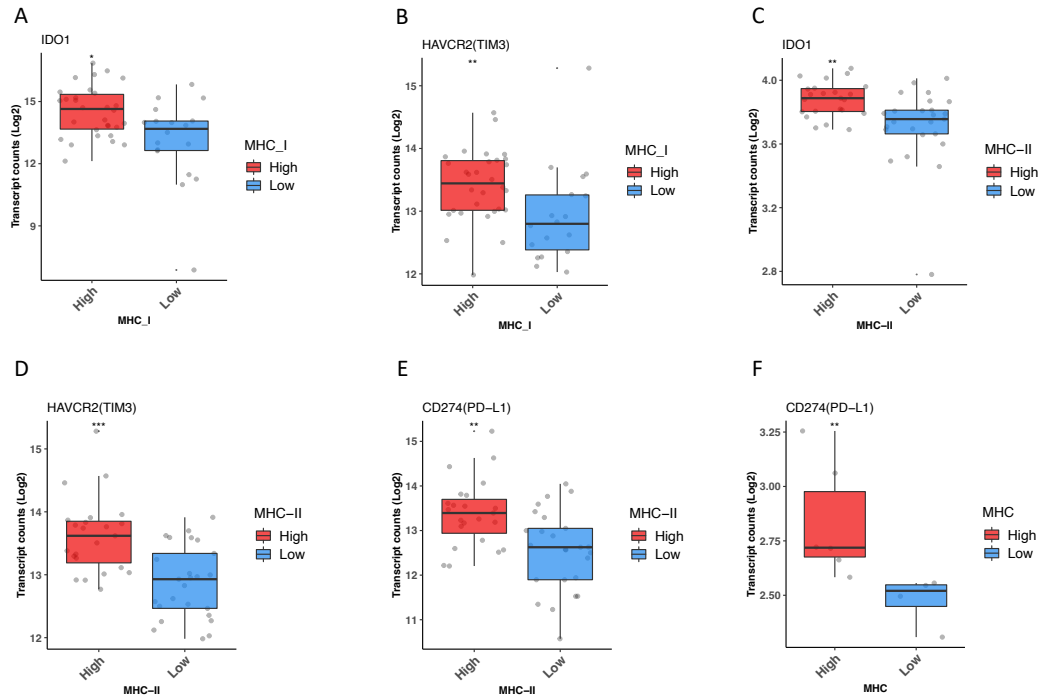 A
IDO1
*
Transcript counts (Log2)
15
12
9
High
Low
MHC_I
MHC_I
High
Low
B
HAVCR2(TIM3)
**
Transcript counts (Log2)
15
14
13
12
High
Low
MHC_I
MHC_I
High
Low
C
IDO1
**
Transcript counts (Log2)
4.0
3.6
3.2
2.8
High
Low
MHC-II
MHC-II
High
Low
D
HAVCR2(TIM3)
***
Transcript counts (Log2)
15
14
13
12
High
Low
MHC-II
MHC-II
High
Low
E
CD274(PD-L1)
**
Transcript counts (Log2)
15
14
13
12
11
High
Low
MHC-II
MHC-II
High
Low
F
CD274(PD-L1)
**
Transcript counts (Log2)
3.25
3.00
2.75
2.50
High
Low
MHC
MHC
High
Low